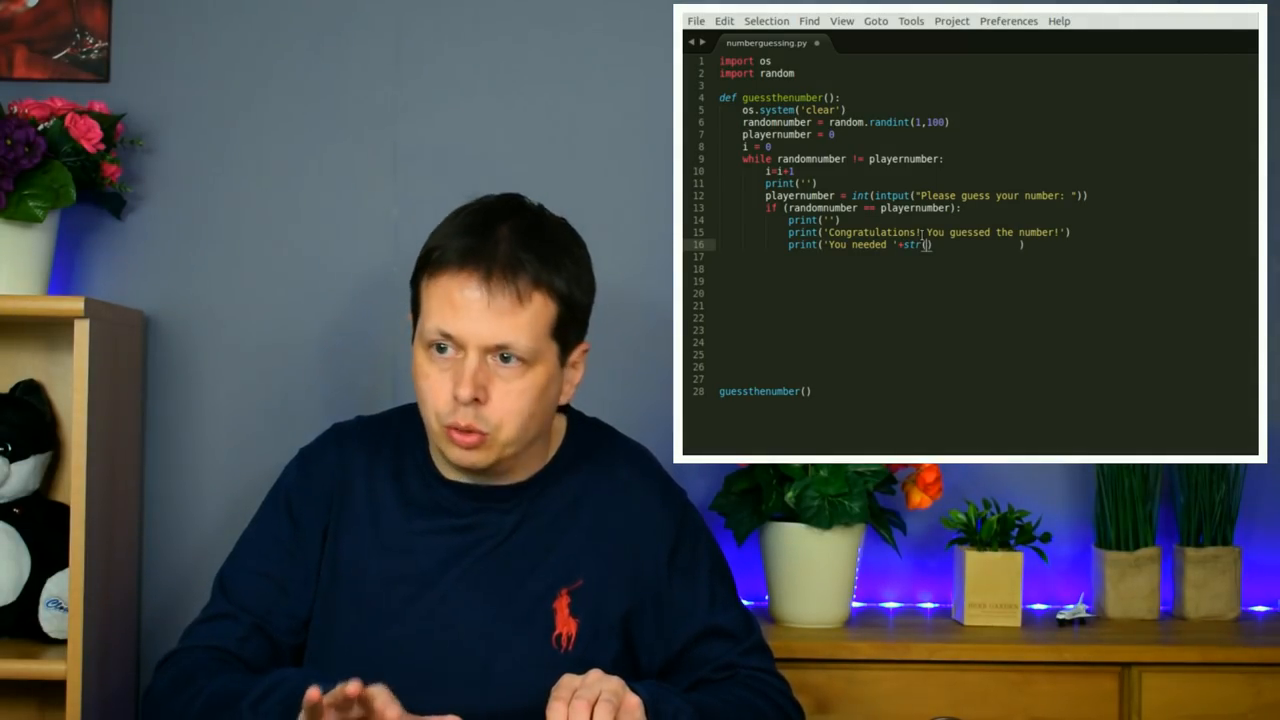 File Edit Selection Find View Goto Tools Project Preferences Help
numberguessing.py
1 import os
2 import random
3
4 def guessthenumber():
5 os.system('clear')
6 randomnumber = random.randint(1,100)
7 playernumber = 0
8 i = 0
9 while randomnumber != playernumber:
10 i=i+1
11 print('')
12 playernumber = int(intput("Please guess your number: "))
13 if (randomnumber == playernumber):
14 print('')
15 print('Congratulations! You guessed the number!')
16 print('You needed '+str() )
17
18
19
20
21
22
23
24
25
26
27
28 guessthenumber()